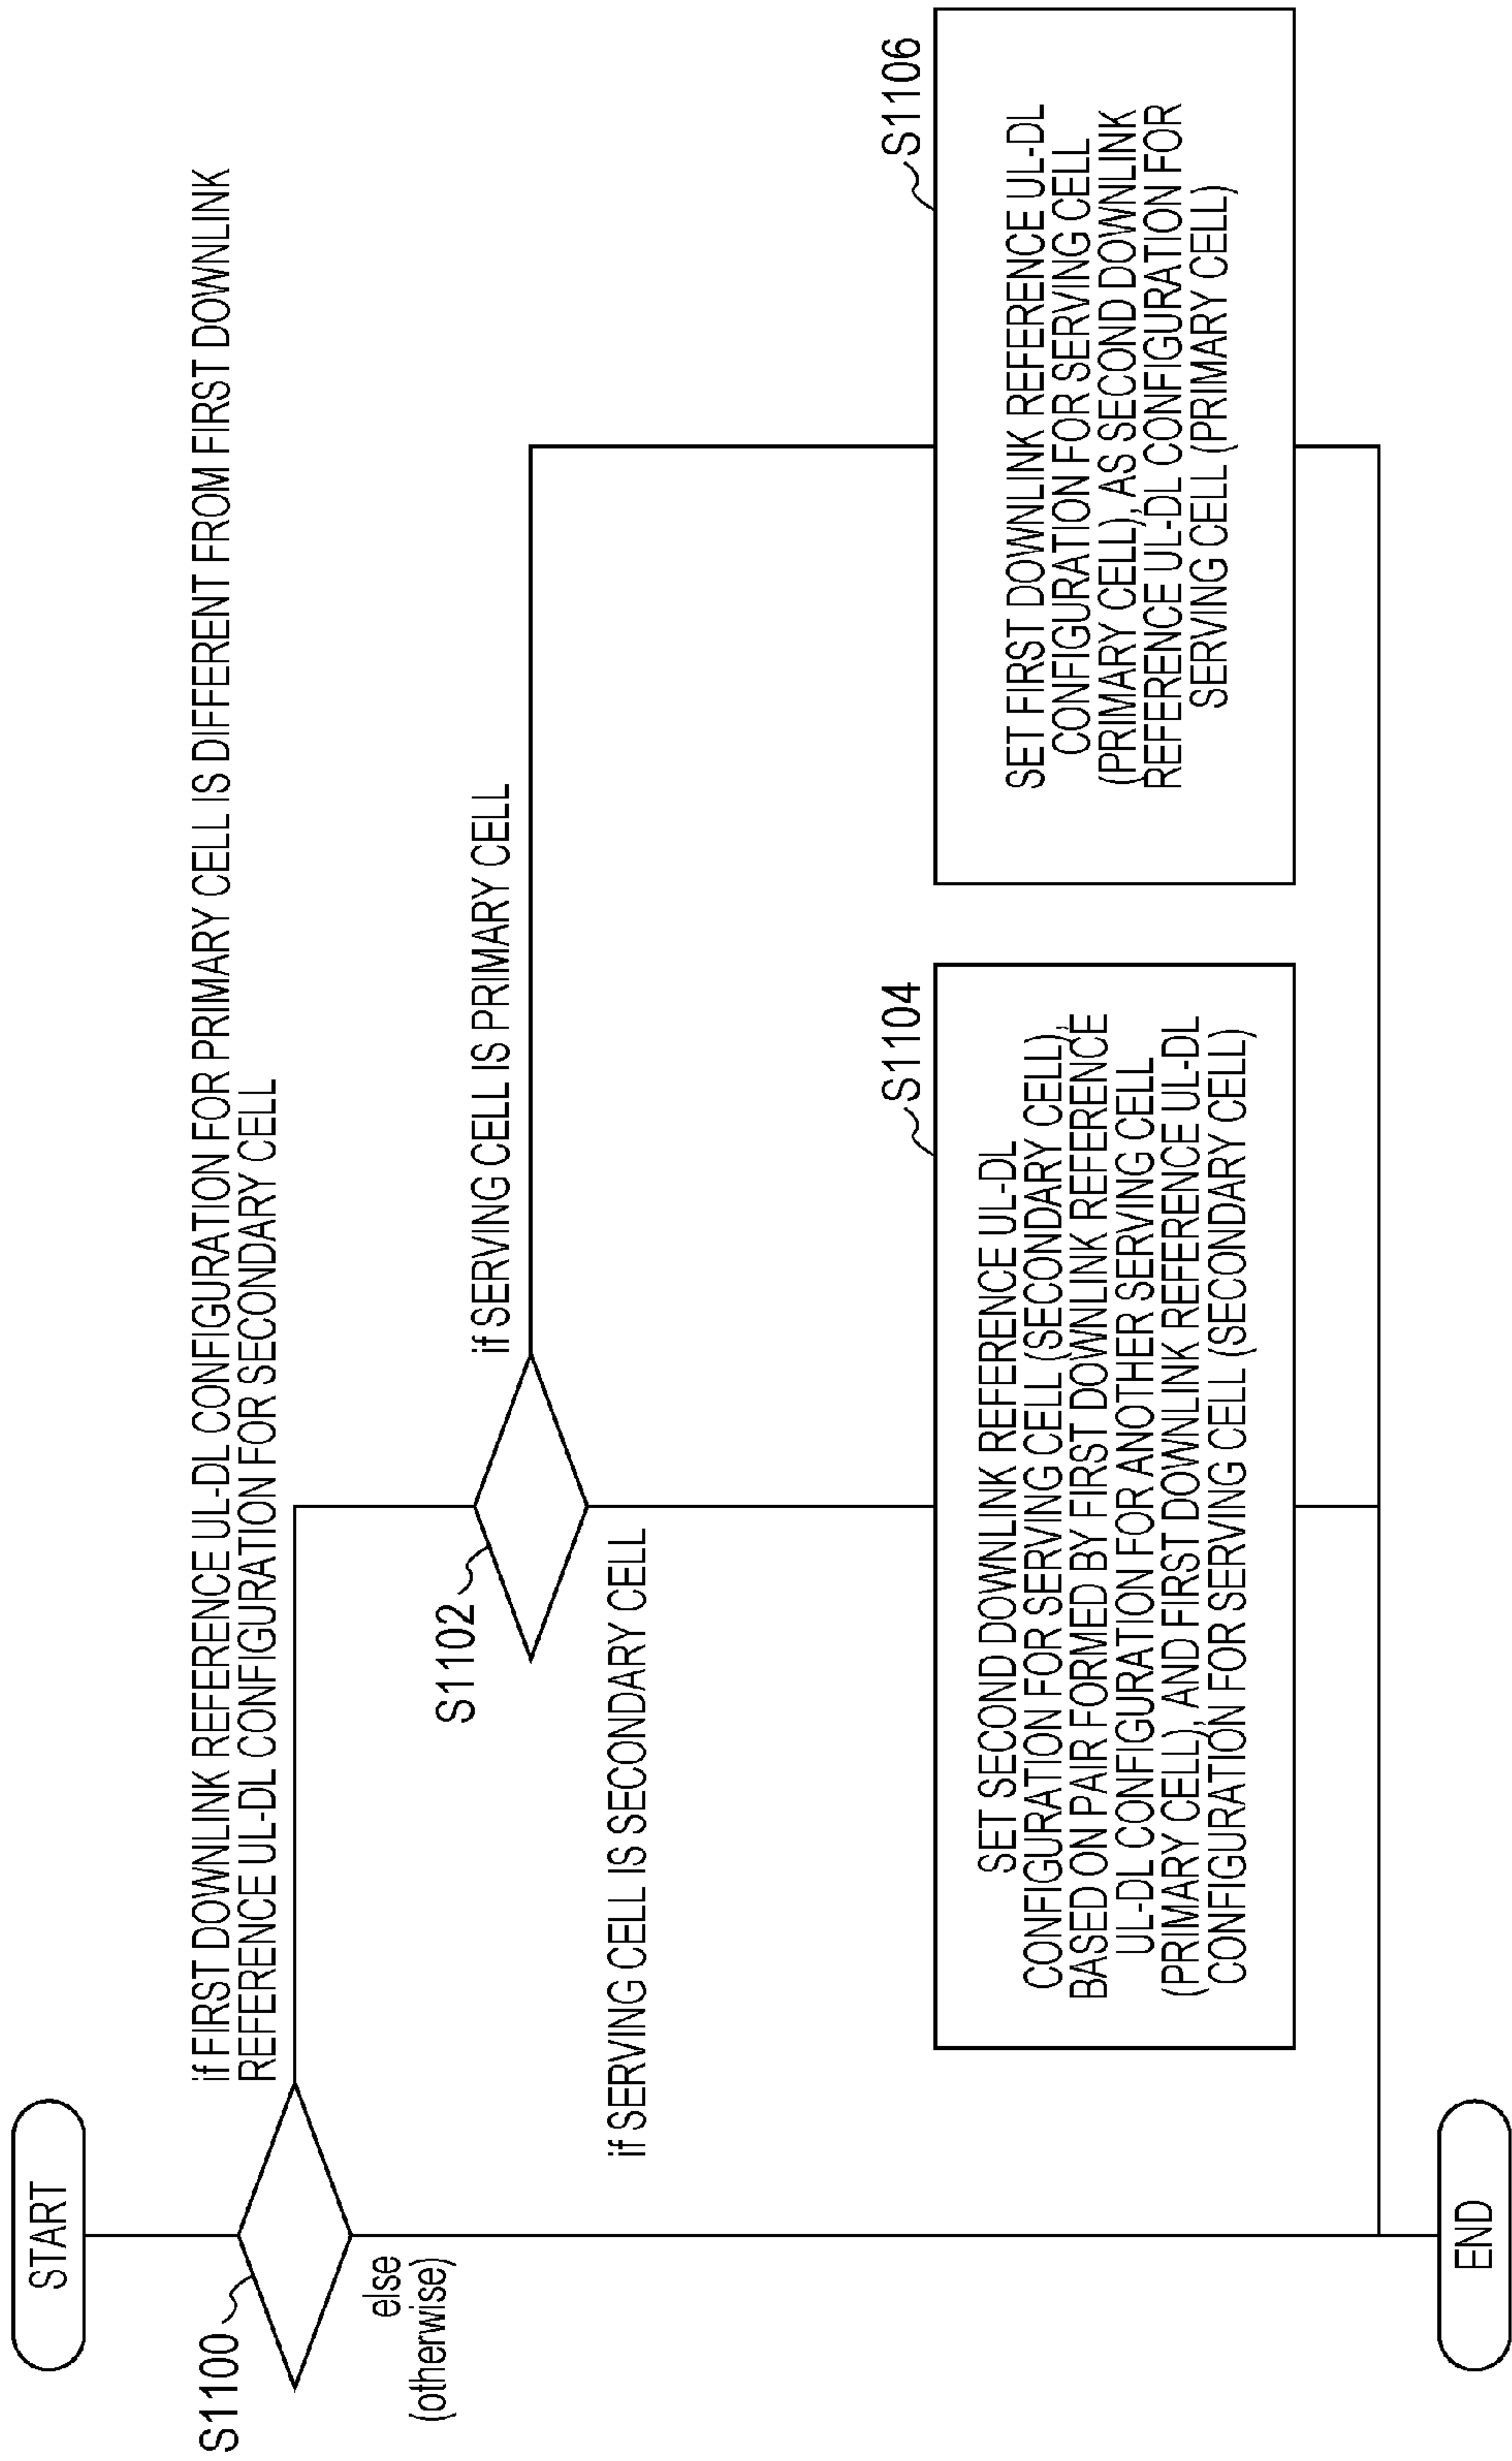 START
S1100
if FIRST DOWNLINK REFERENCE UL-DL CONFIGURATION FOR PRIMARY CELL IS DIFFERENT FROM FIRST DOWNLINK
REFERENCE UL-DL CONFIGURATION FOR SECONDARY CELL
else
(otherwise)
S1102
if SERVING CELL IS PRIMARY CELL
if SERVING CELL IS SECONDARY CELL
S1104
SET SECOND DOWNLINK REFERENCE UL-DL
CONFIGURATION FOR SERVING CELL (SECONDARY CELL),
BASED ON PAIR FORMED BY FIRST DOWNLINK REFERENCE
UL-DL CONFIGURATION FOR ANOTHER SERVING CELL
(PRIMARY CELL), AND FIRST DOWNLINK REFERENCE UL-DL
CONFIGURATION FOR SERVING CELL (SECONDARY CELL)
S1106
SET FIRST DOWNLINK REFERENCE UL-DL
CONFIGURATION FOR SERVING CELL
(PRIMARY CELL), AS SECOND DOWNLINK
REFERENCE UL-DL CONFIGURATION FOR
SERVING CELL (PRIMARY CELL)
END